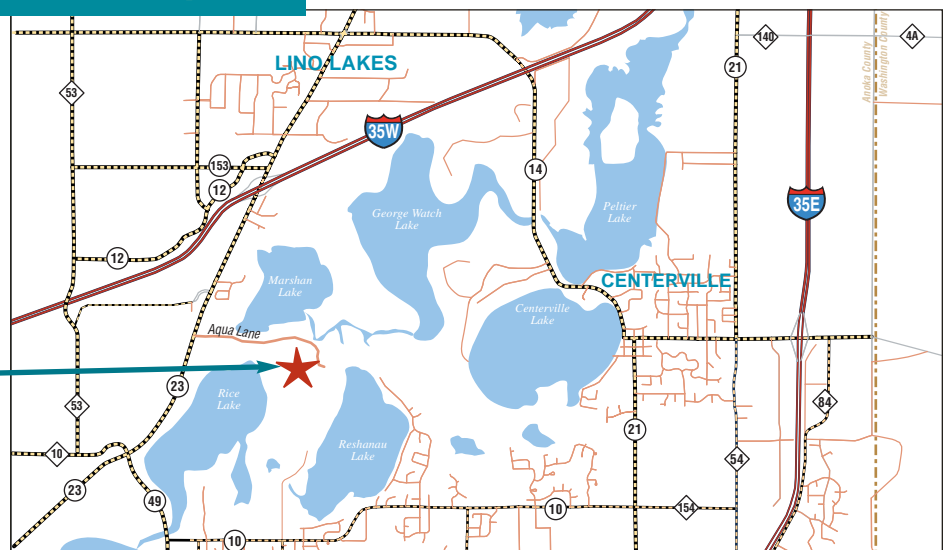 140
4A
LINO LAKES
21
53
Anoka County
Washington County
35W
153
14
12
35E
George Watch
Lake
Peltier
Lake
12
Marshan
Lake
CENTERVILLE
Centerville
Lake
Aqua Lane
23
Rice
Lake
84
53
21
Reshanau
Lake
10
54
23
49
10
154
10